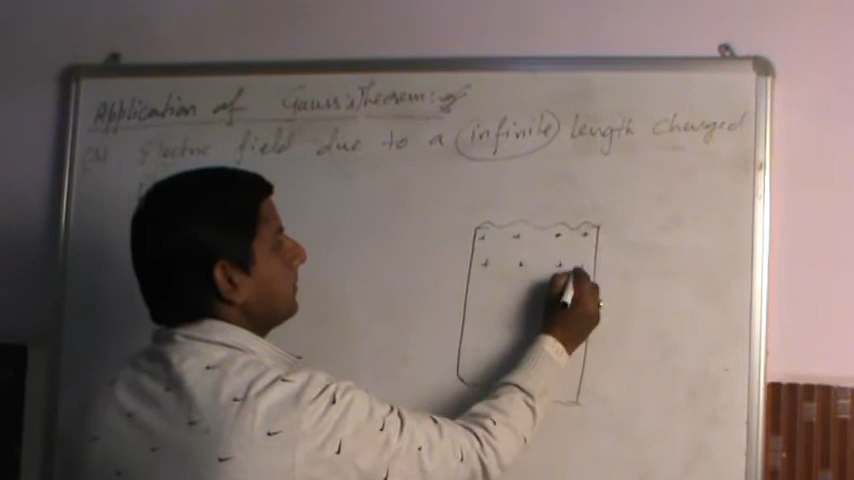 Application of Gauss's Theorem:-
Electric field due to a infinite length charged
+ + + +
+ + + +